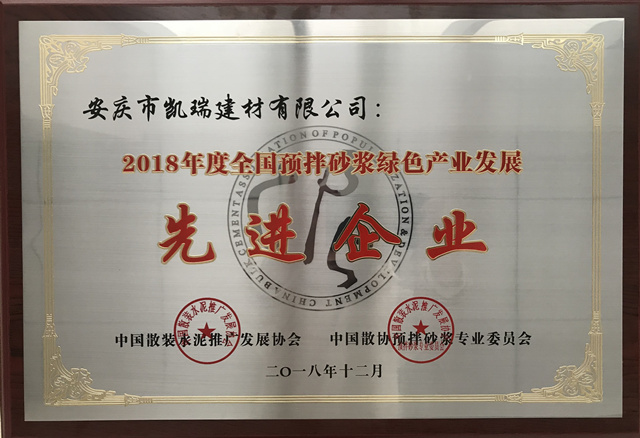 安庆市凯瑞建材有限公司：
2018年度全国预拌砂浆绿色产业发展
先进企业
中国散装水泥推广发展协会 中国散协预拌砂浆专业委员会
二〇一八年十二月